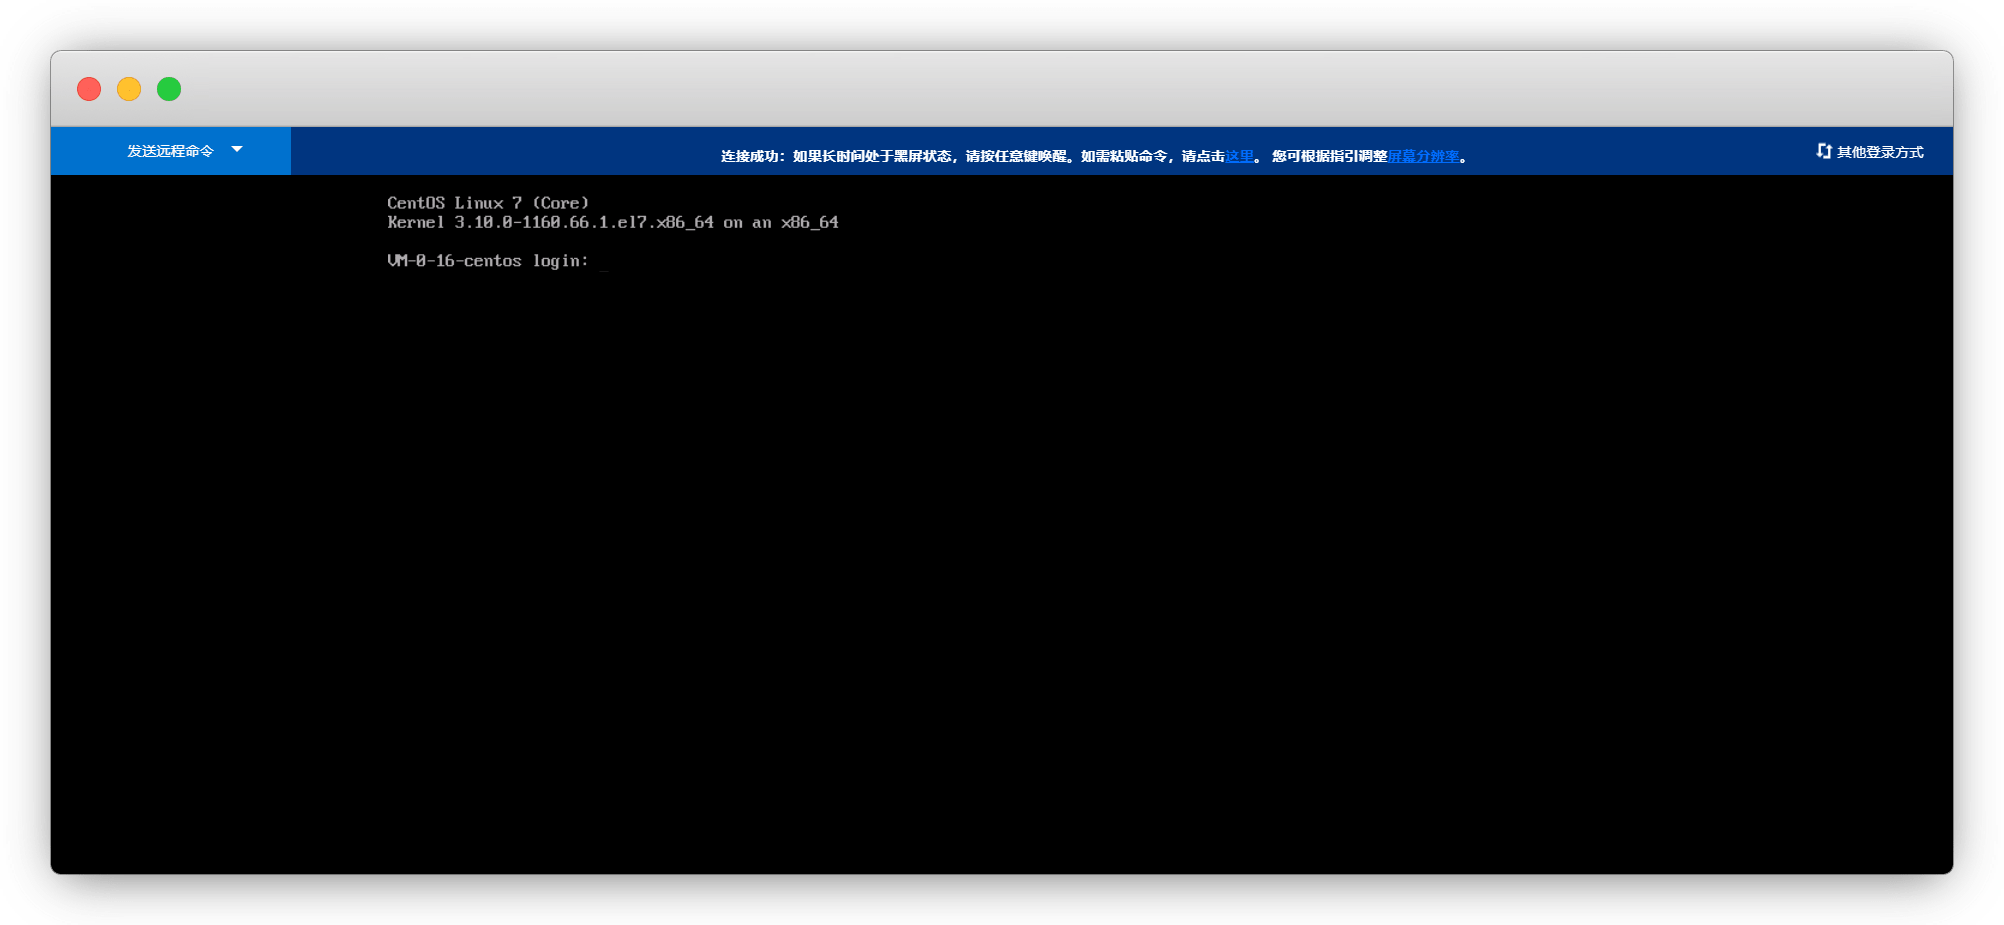 发送远程命令
连接成功：如果长时间处于黑屏状态，请按任意键唤醒。如需粘贴命令，请点击这里。 您可根据指引调整屏幕分辨率。
其他登录方式
CentOS Linux 7 (Core)
Kernel 3.10.0-1160.66.1.el7.x86_64 on an x86_64
VM-0-16-centos login: _